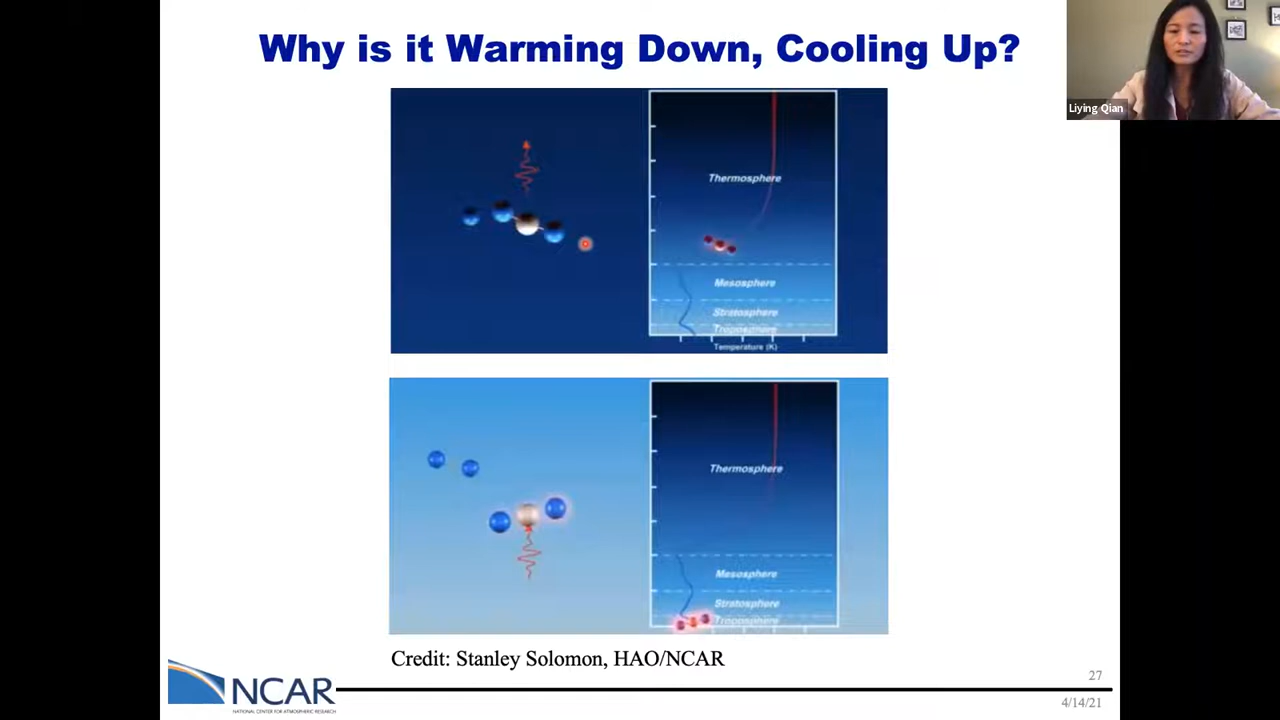 Why is it Warming Down, Cooling Up?
Liying Qian
Thermosphere
Mesosphere
Stratosphere
Troposphere
Temperature (K)
Thermosphere
Mesosphere
Stratosphere
Troposphere
Credit: Stanley Solomon, HAO/NCAR
27
NCAR
NATIONAL CENTER FOR ATMOSPHERIC RESEARCH
4/14/21